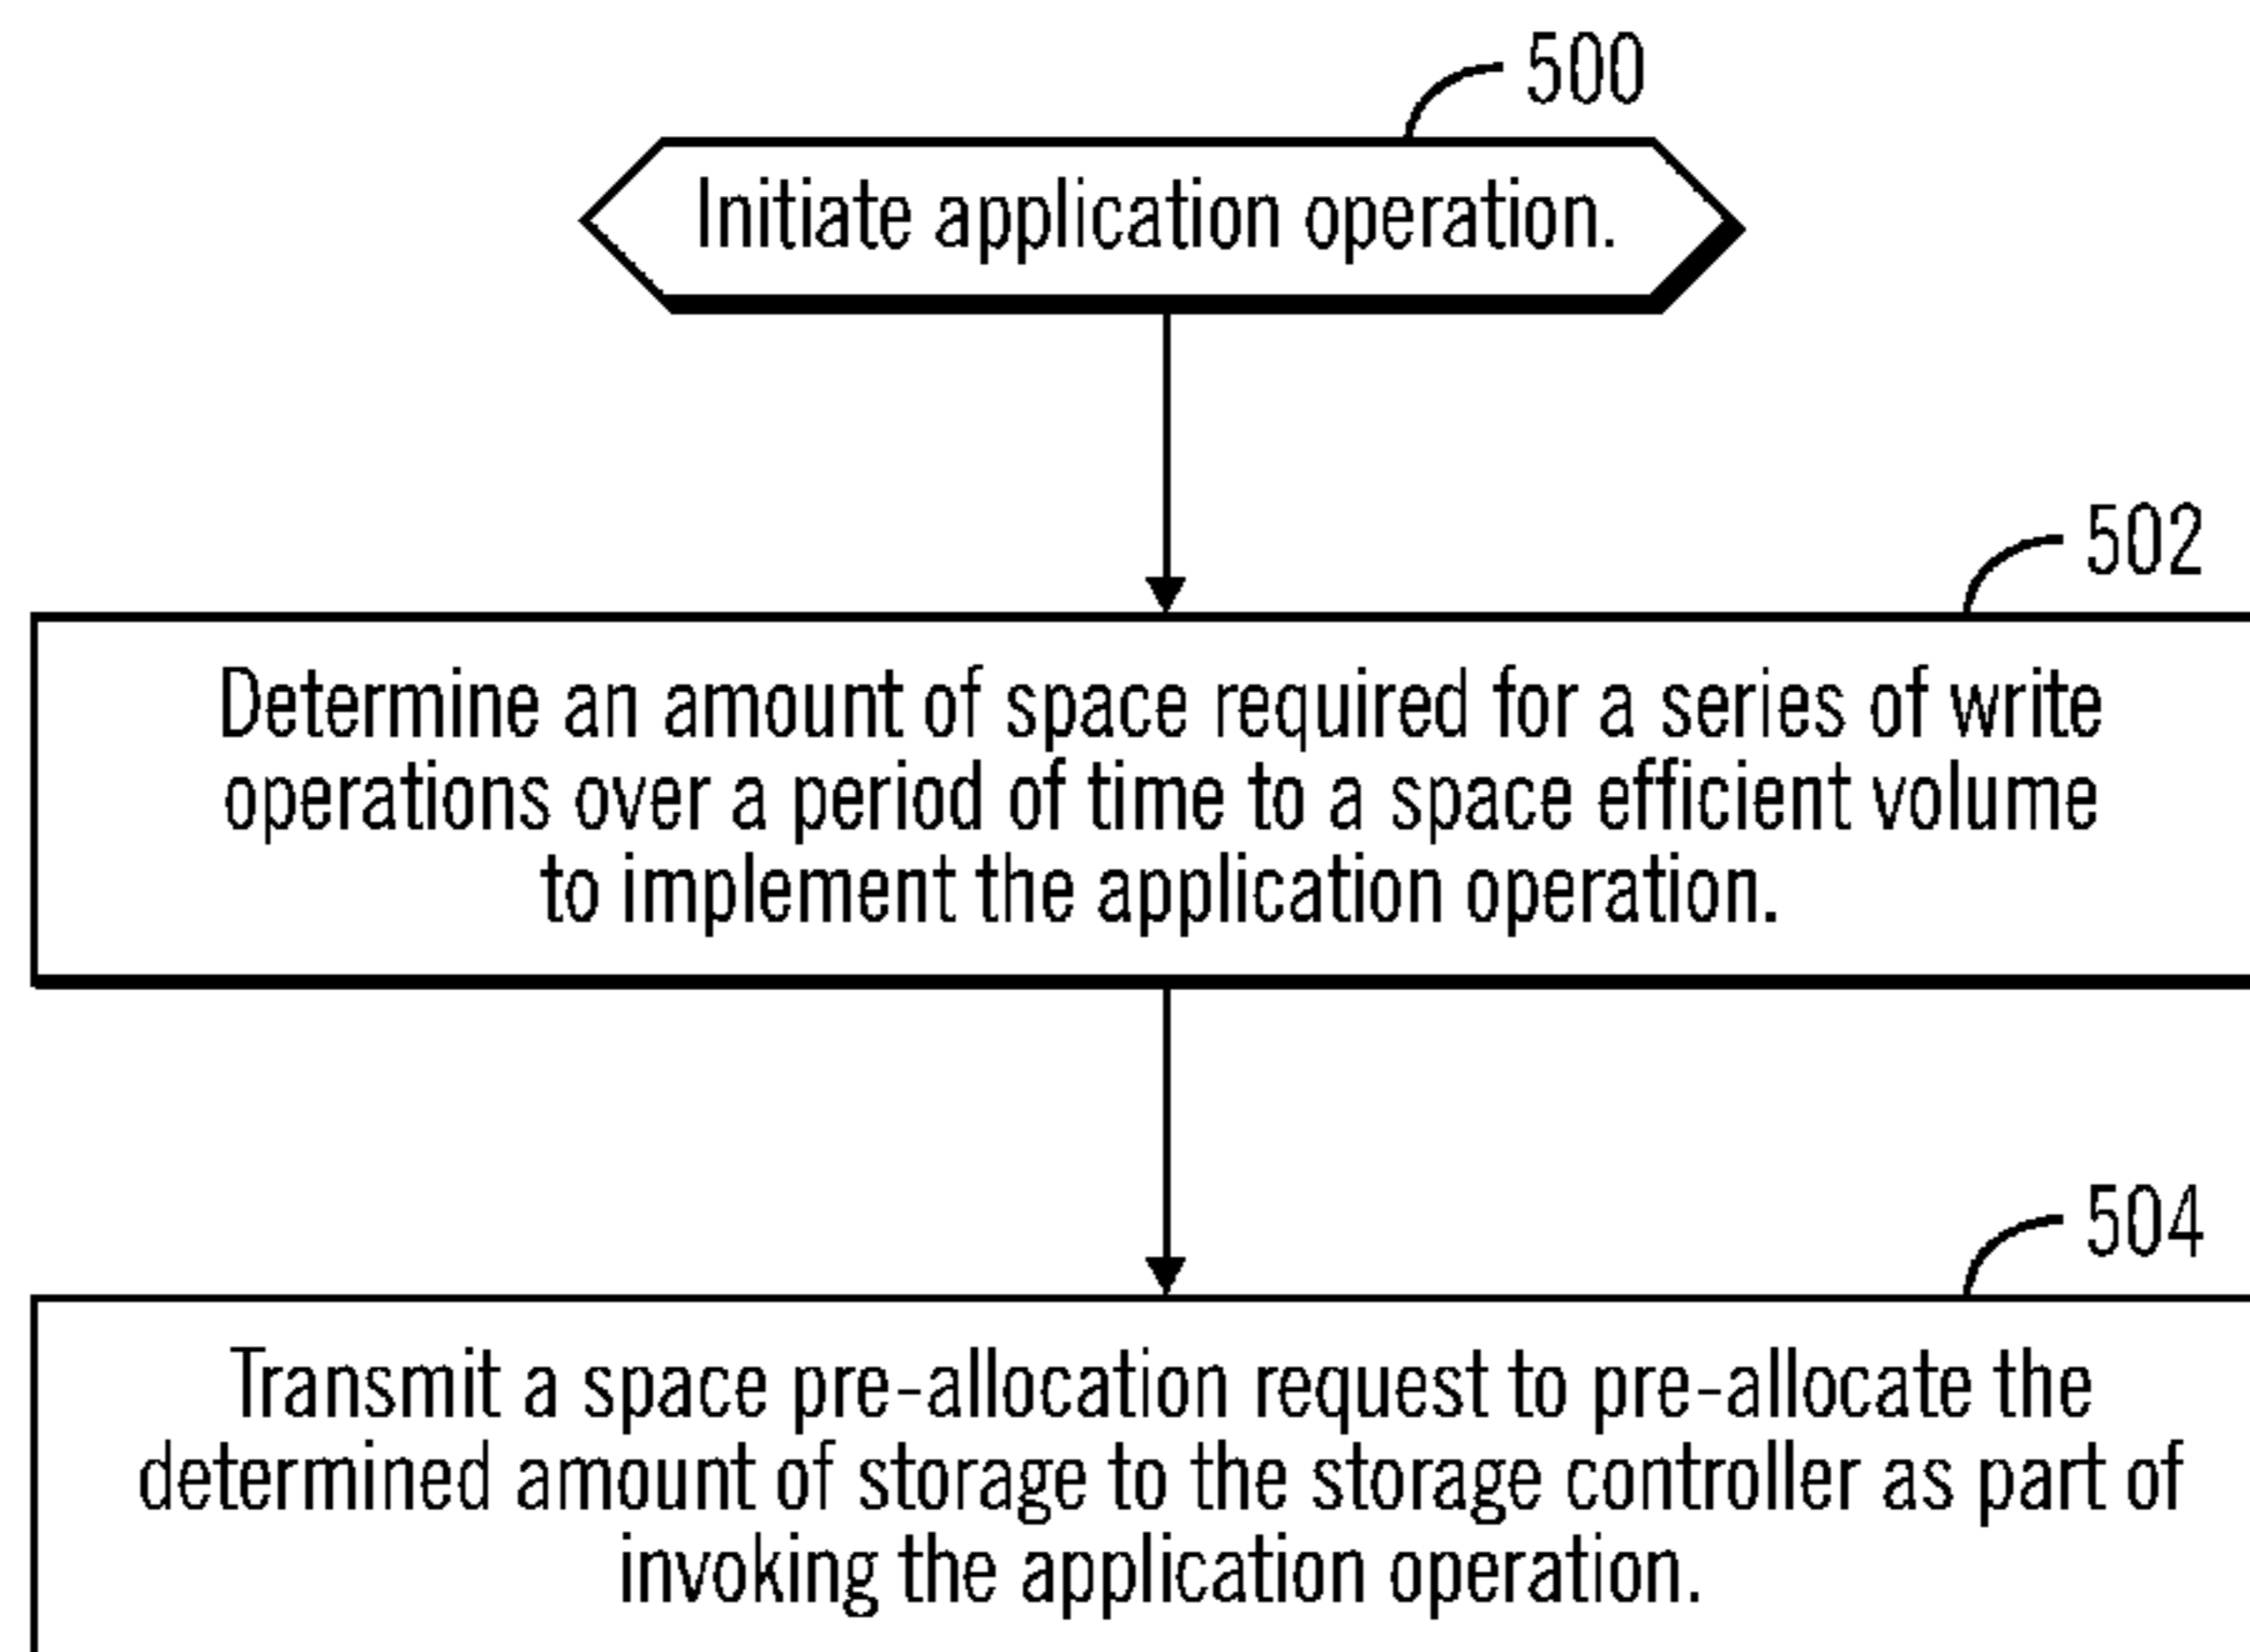 500
Initiate application operation.
502
Determine an amount of space required for a series of write
operations over a period of time to a space efficient volume
to implement the application operation.
504
Transmit a space pre-allocation request to pre-allocate the
determined amount of storage to the storage controller as part of
invoking the application operation.